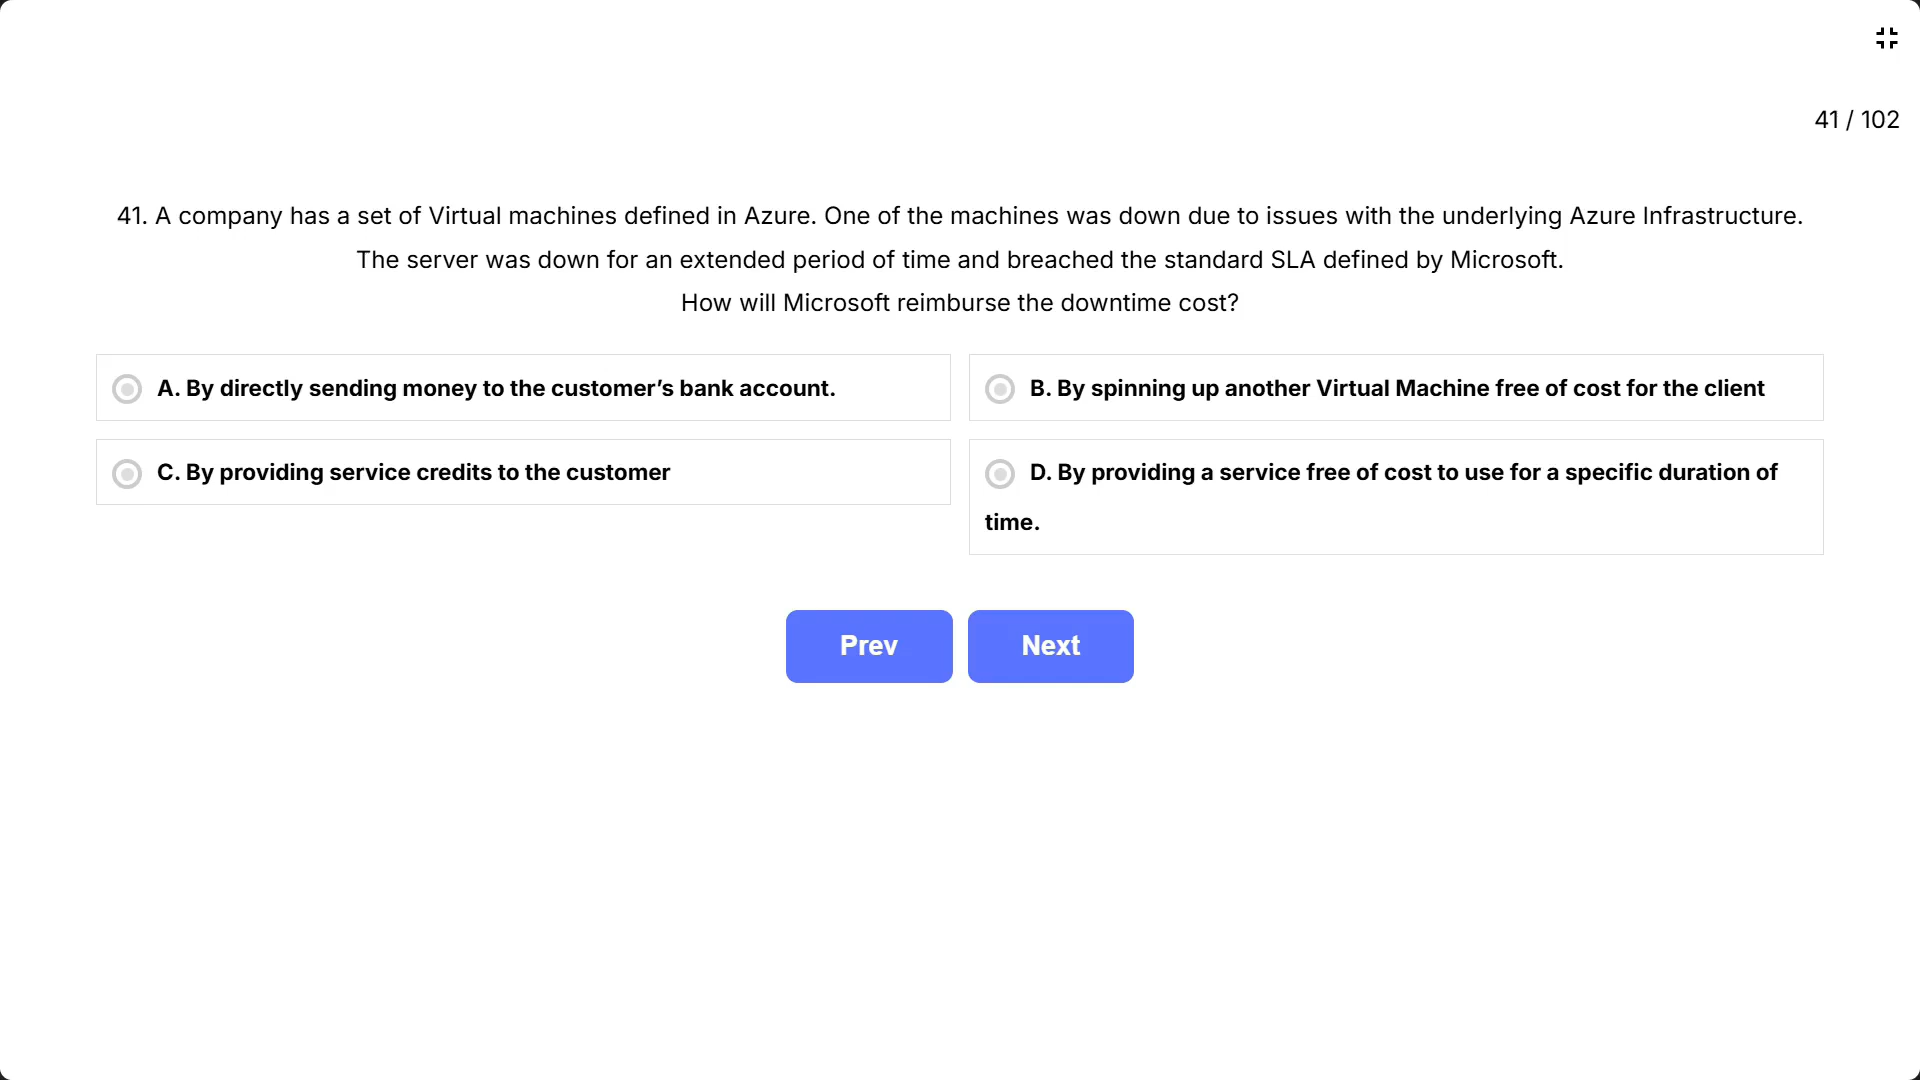 41 / 102
41. A company has a set of Virtual machines defined in Azure. One of the machines was down due to issues with the underlying Azure Infrastructure.
The server was down for an extended period of time and breached the standard SLA defined by Microsoft.
How will Microsoft reimburse the downtime cost?
A. By directly sending money to the customer’s bank account.
B. By spinning up another Virtual Machine free of cost for the client
C. By providing service credits to the customer
D. By providing a service free of cost to use for a specific duration of
time.
Prev
Next